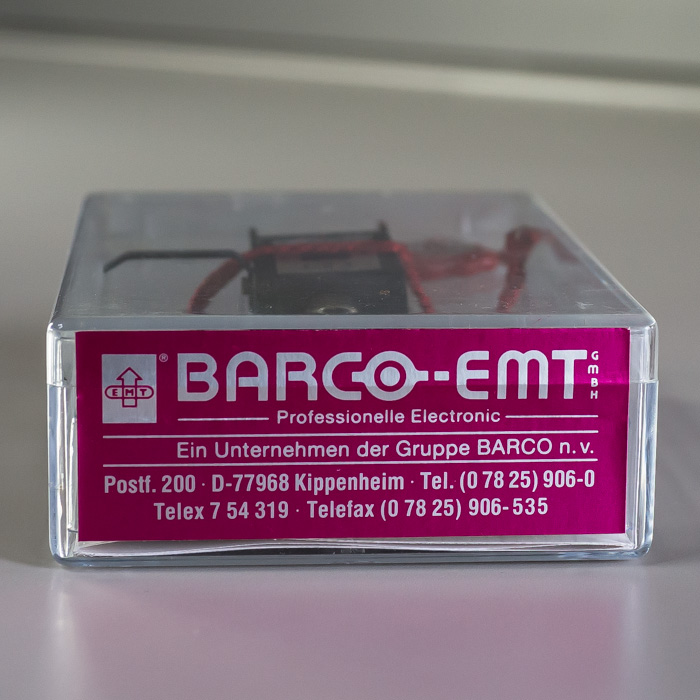 EMT ® BARCO-EMT GMBH
Professionelle Electronic
Ein Unternehmen der Gruppe BARCO n.v.
Postf. 200 · D-77968 Kippenheim · Tel. (0 78 25) 906-0
Telex 7 54 319 · Telefax (0 78 25) 906-535